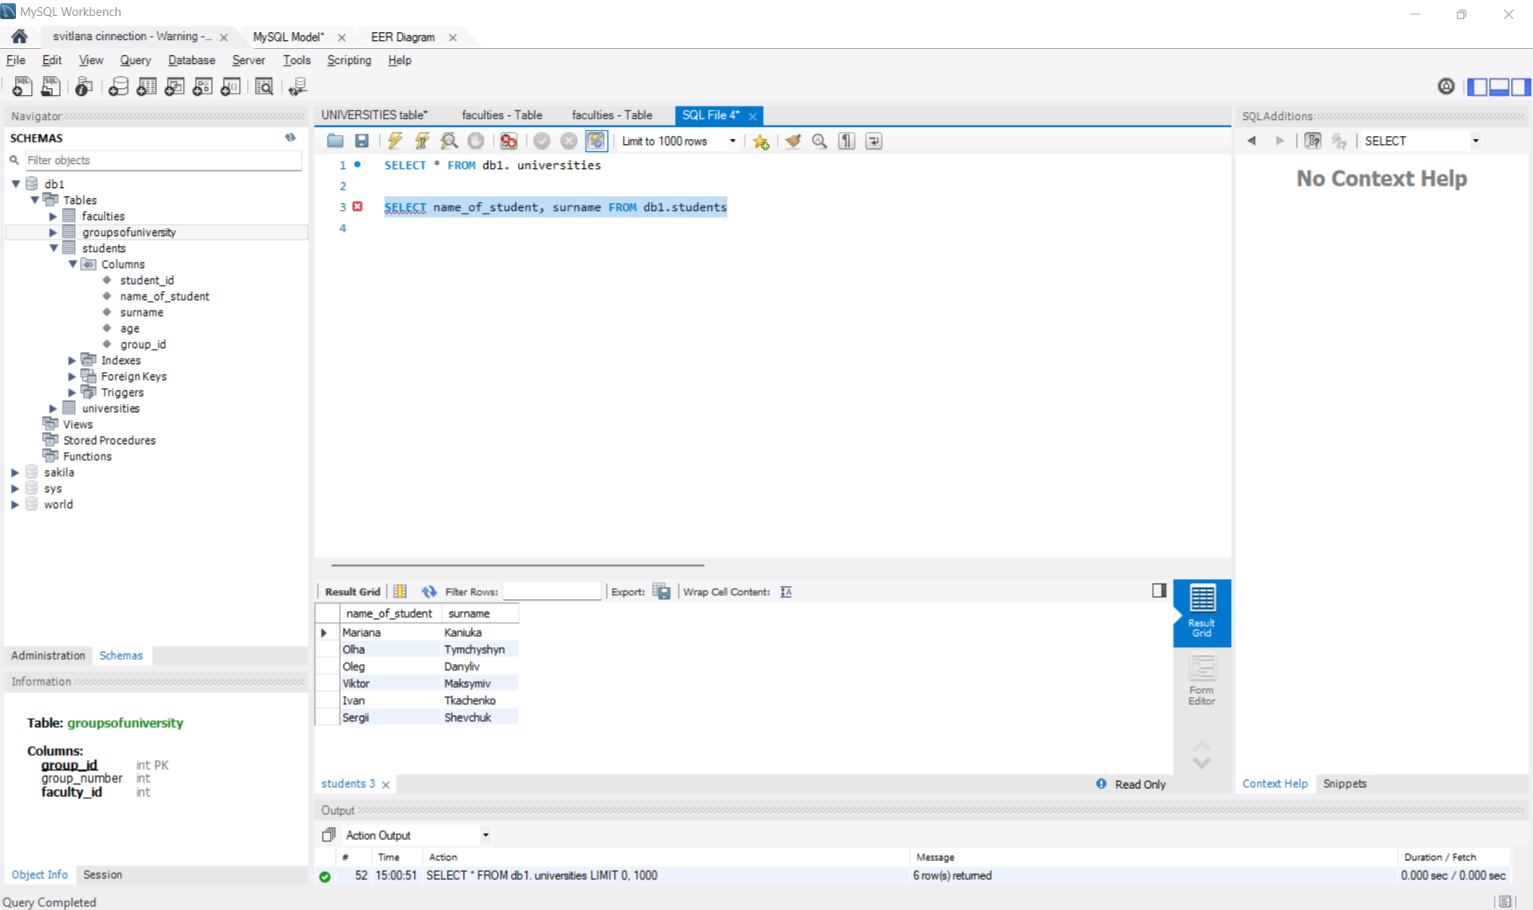 MySQL Workbench
svitlana cinnection - Warning -...
MySQL Model*
EER Diagram
File Edit View Query Database Server Tools Scripting Help
Navigator
SCHEMAS
Filter objects
db1
Tables
faculties
groupsofuniversity
students
Columns
student_id
name_of_student
surname
age
group_id
Indexes
Foreign Keys
Triggers
universities
Views
Stored Procedures
Functions
sakila
sys
world
Administration Schemas
Information
Table: groupsofuniversity
Columns:
group_id int PK
group_number int
faculty_id int
Object Info Session
UNIVERSITIES table* faculties - Table faculties - Table SQL File 4*
Limit to 1000 rows
1 SELECT * FROM db1. universities
2
3 SELECT name_of_student, surname FROM db1.students
4
Result Grid Filter Rows: Export: Wrap Cell Content:
name_of_student surname
Mariana Kaniuka
Olha Tymchyshyn
Oleg Danyliv
Viktor Maksymiv
Ivan Tkachenko
Sergii Shevchuk
Result
Grid
Form
Editor
students 3
Read Only
Output
Action Output
# Time Action Message Duration / Fetch
52 15:00:51 SELECT * FROM db1. universities LIMIT 0, 1000 6 row(s) returned 0.000 sec / 0.000 sec
SQLAdditions
SELECT
No Context Help
Context Help Snippets
Query Completed